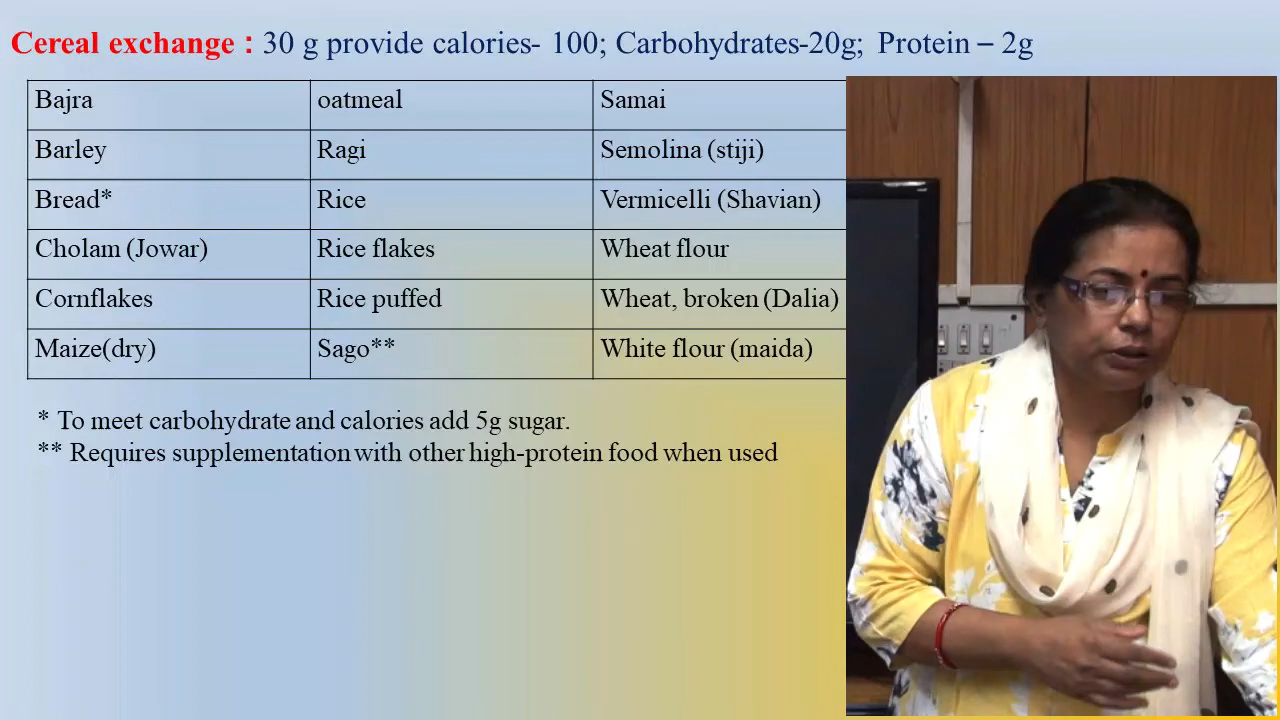 Cereal exchange : 30 g provide calories- 100; Carbohydrates-20g; Protein – 2g
Bajra oatmeal Samai
Barley Ragi Semolina (stiji)
Bread* Rice Vermicelli (Shavian)
Cholam (Jowar) Rice flakes Wheat flour
Cornflakes Rice puffed Wheat, broken (Dalia)
Maize(dry) Sago** White flour (maida)
* To meet carbohydrate and calories add 5g sugar.
** Requires supplementation with other high-protein food when used